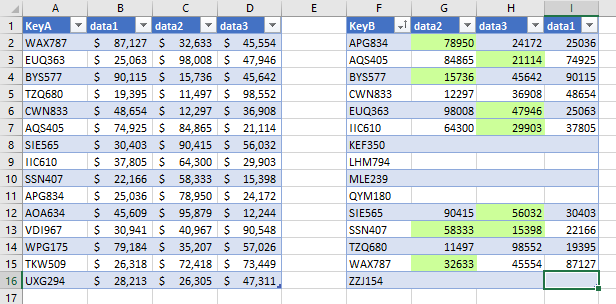 A B C D E F G H I
1 KeyA data1 data2 data3 KeyB data2 data3 data1
2 WAX787 $ 87,127 $ 32,633 $ 45,554 APG834 78950 24172 25036
3 EUQ363 $ 25,063 $ 98,008 $ 47,946 AQS405 84865 21114 74925
4 BYS577 $ 90,115 $ 15,736 $ 45,642 BYS577 15736 45642 90115
5 TZQ680 $ 19,395 $ 11,497 $ 98,552 CWN833 12297 36908 48654
6 CWN833 $ 48,654 $ 12,297 $ 36,908 EUQ363 98008 47946 25063
7 AQS405 $ 74,925 $ 84,865 $ 21,114 IIC610 64300 29903 37805
8 SIE565 $ 30,403 $ 90,415 $ 56,032 KEF350
9 IIC610 $ 37,805 $ 64,300 $ 29,903 LHM794
10 SSN407 $ 22,166 $ 58,333 $ 15,398 MLE239
11 APG834 $ 25,036 $ 78,950 $ 24,172 QYM180
12 AOA634 $ 45,609 $ 95,879 $ 12,244 SIE565 90415 56032 30403
13 VDI967 $ 30,941 $ 40,967 $ 90,548 SSN407 58333 15398 22166
14 WPG175 $ 79,184 $ 35,207 $ 57,026 TZQ680 11497 98552 19395
15 TKW509 $ 26,318 $ 72,418 $ 73,449 WAX787 32633 45554 87127
16 UXG294 $ 28,213 $ 26,305 $ 47,311 ZZJ154
17